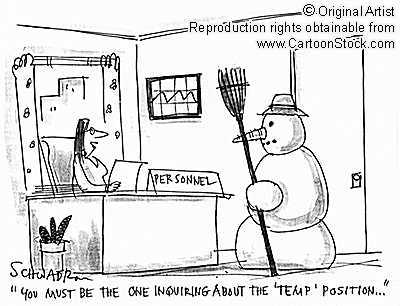 © Original Artist
Reproduction rights obtainable from
www.CartoonStock.com
PERSONNEL
SCHWADRON
"YOU MUST BE THE ONE INQUIRING ABOUT THE 'TEMP' POSITION..."